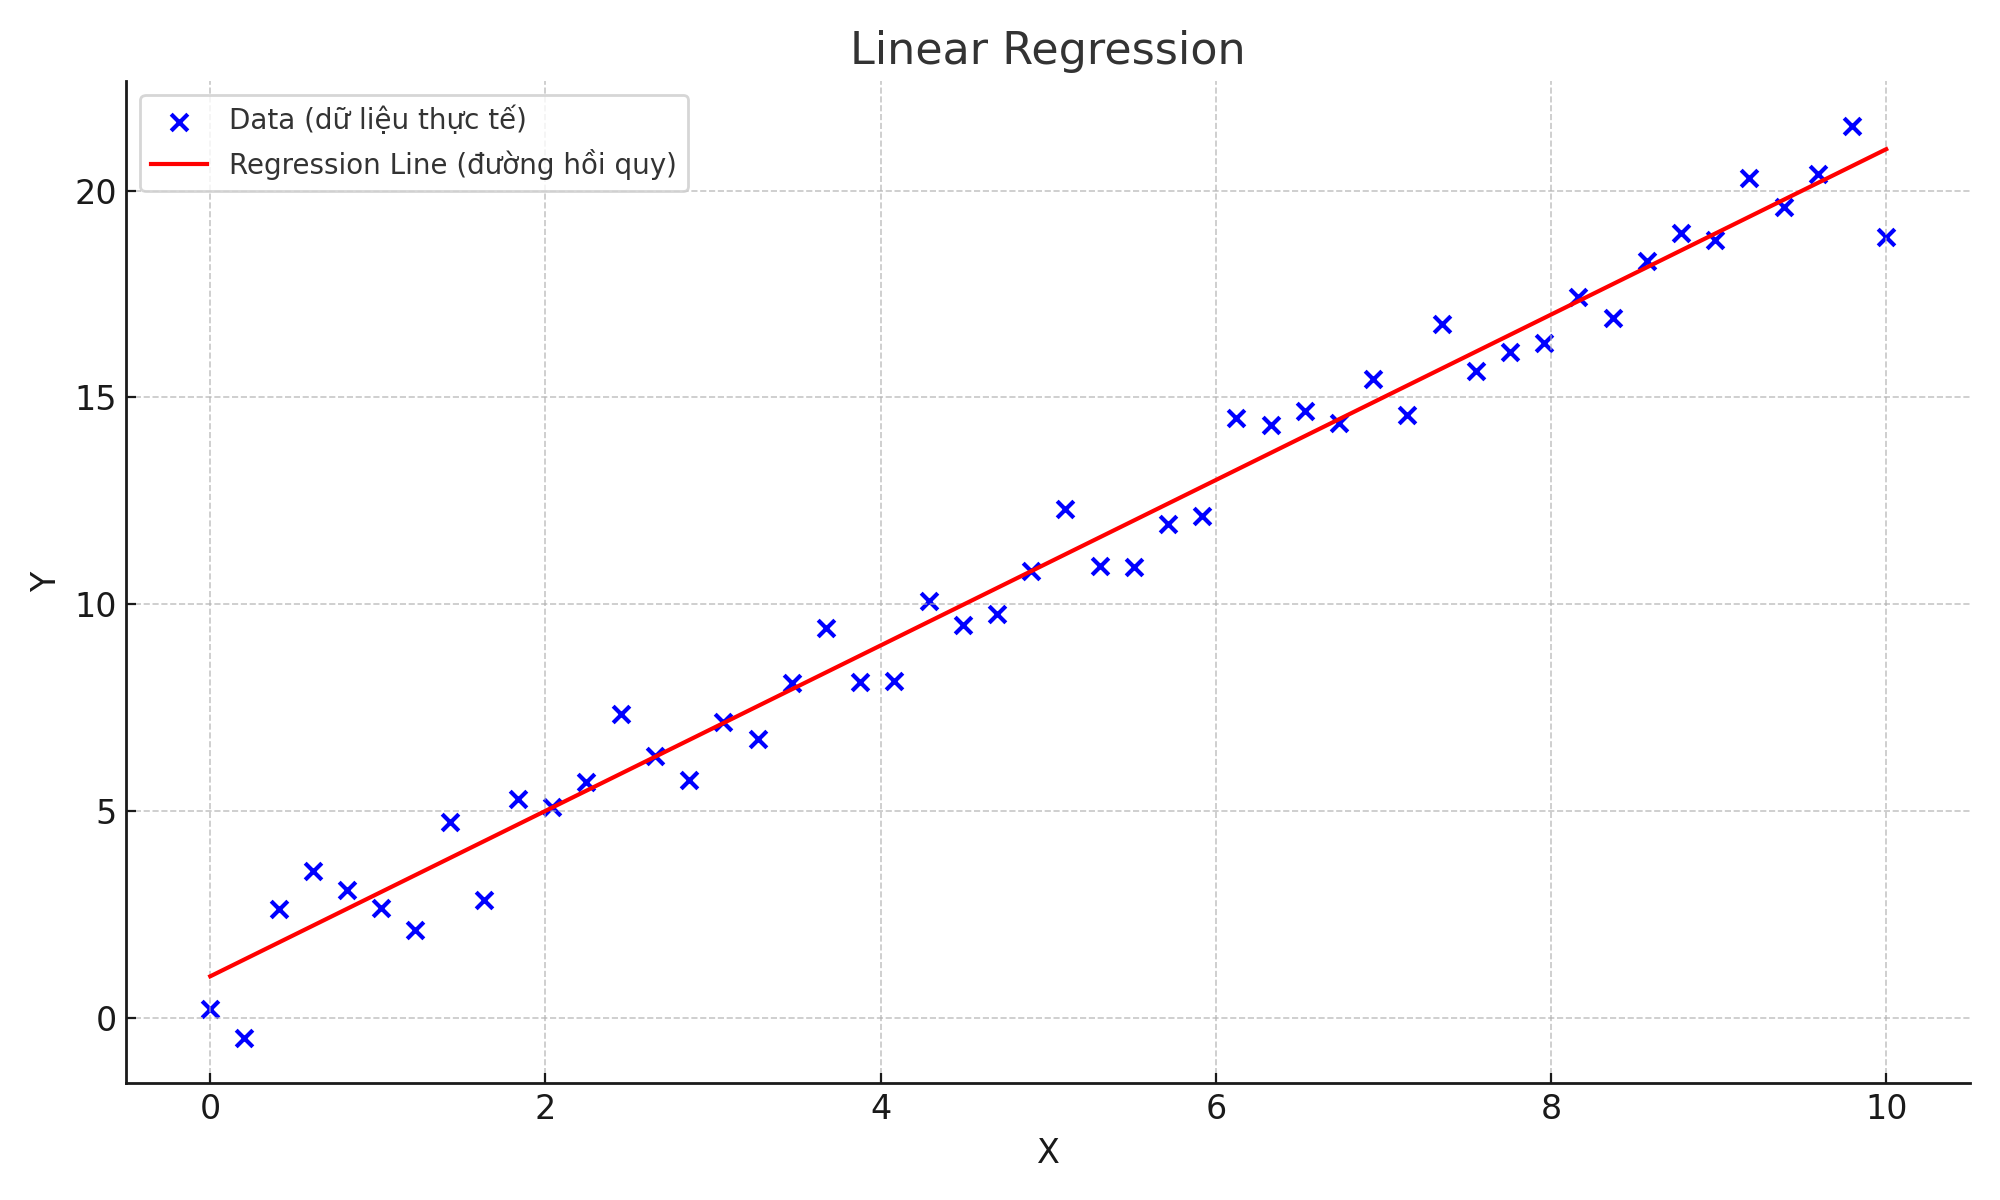 Linear Regression
Data (dữ liệu thực tế)
Regression Line (đường hồi quy)
20
15
10
5
0
Y
0 2 4 6 8 10
X